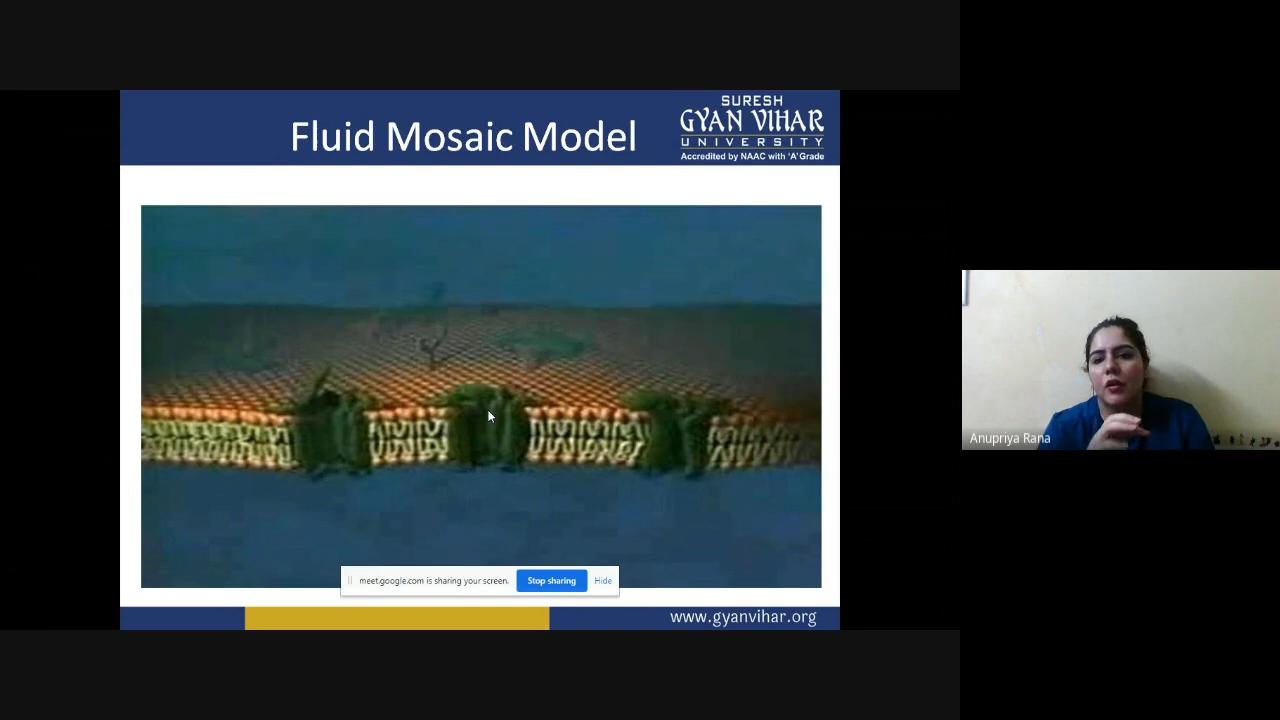 Fluid Mosaic Model
SURESH
GYAN VIHAR
UNIVERSITY
Accredited by NAAC with 'A' Grade
Anupriya Rana
meet.google.com is sharing your screen.
Stop sharing
Hide
www.gyanvihar.org